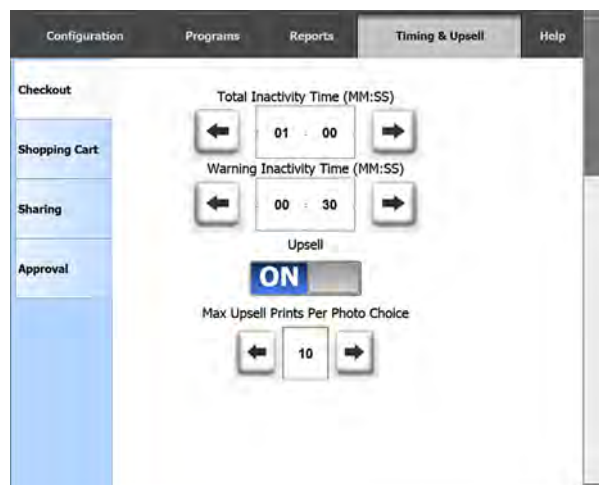 Configuration Programs Reports Timing & Upsell Help
Checkout
Shopping Cart
Sharing
Approval
Total Inactivity Time (MM:SS)
01 : 00
Warning Inactivity Time (MM:SS)
00 : 30
Upsell
ON
Max Upsell Prints Per Photo Choice
10